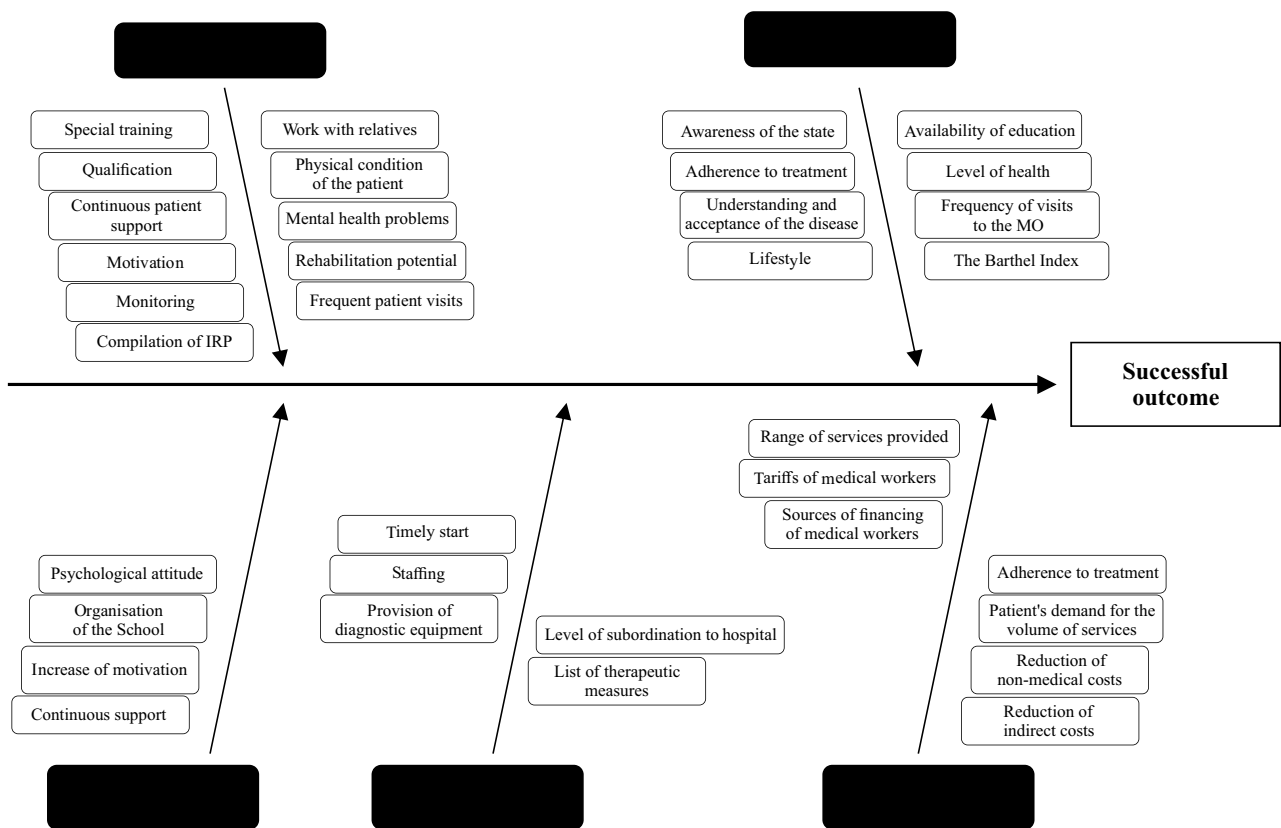 Special training
Qualification
Continuous patient
support
Motivation
Monitoring
Compilation of IRP
Work with relatives
Physical condition
of the patient
Mental health problems
Rehabilitation potential
Frequent patient visits
Awareness of the state
Adherence to treatment
Understanding and
acceptance of the disease
Lifestyle
Availability of education
Level of health
Frequency of visits
to the MO
The Barthel Index
Successful
outcome
Psychological attitude
Organisation
of the School
Increase of motivation
Continuous support
Timely start
Staffing
Provision of
diagnostic equipment
Level of subordination to hospital
List of therapeutic
measures
Range of services provided
Tariffs of medical workers
Sources of financing
of medical workers
Adherence to treatment
Patient's demand for the
volume of services
Reduction of
non-medical costs
Reduction of
indirect costs